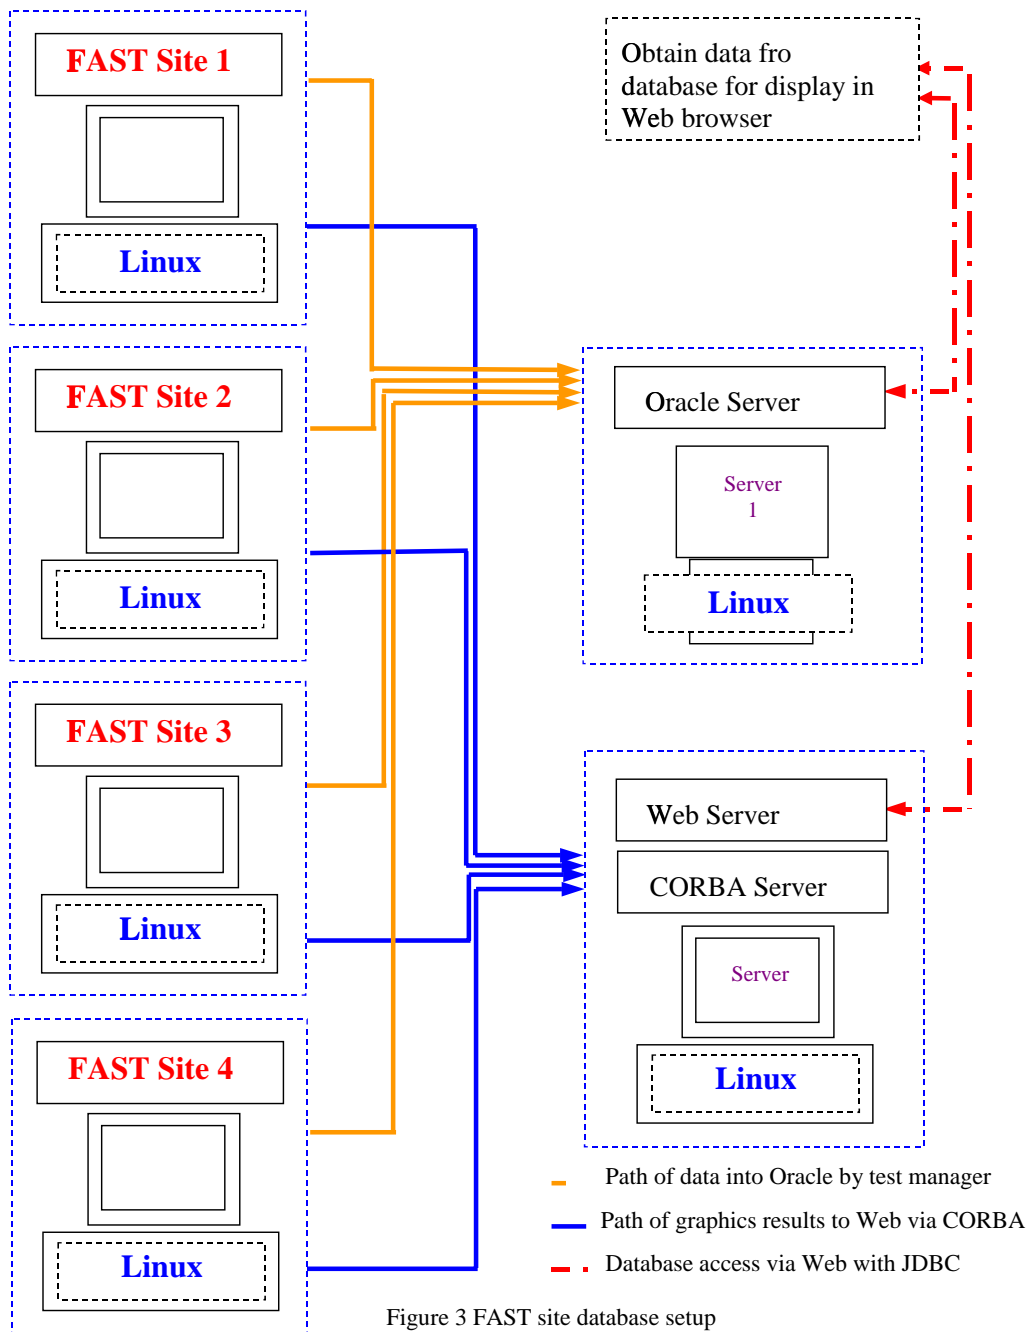 FAST Site 1
Linux
FAST Site 2
Linux
FAST Site 3
Linux
FAST Site 4
Linux
Obtain data fro
database for display in
Web browser
Oracle Server
Server
1
Linux
Web Server
CORBA Server
Server
Linux
Path of data into Oracle by test manager
Path of graphics results to Web via CORBA
Database access via Web with JDBC
Figure 3 FAST site database setup